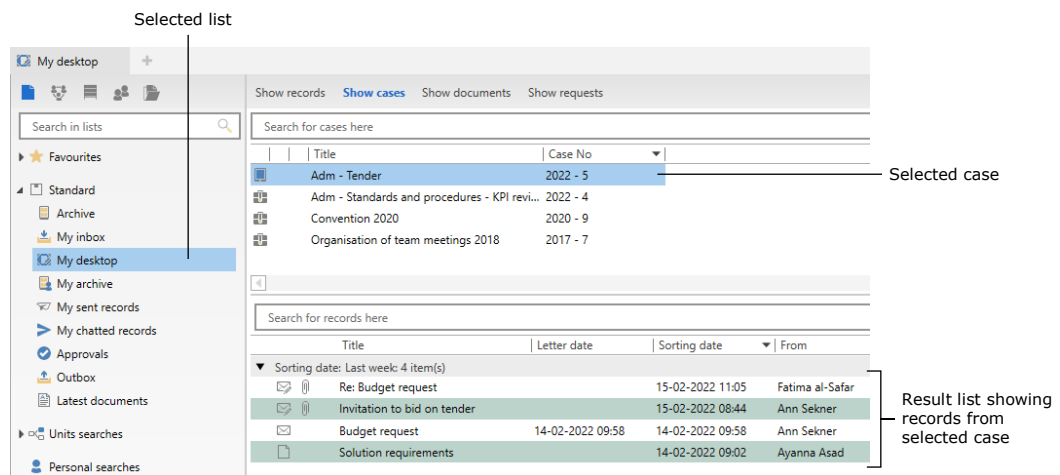 Selected list
My desktop
Show records Show cases Show documents Show requests
Search in lists
Search for cases here
Favourites
Title Case No
Adm - Tender 2022 - 5
Selected case
Standard
Adm - Standards and procedures - KPI revi... 2022 - 4
Archive
Convention 2020 2020 - 9
My inbox
Organisation of team meetings 2018 2017 - 7
My desktop
My archive
My sent records
Search for records here
My chatted records
Title Letter date Sorting date From
Approvals
Sorting date: Last week: 4 item(s)
Outbox
Re: Budget request 15-02-2022 11:05 Fatima al-Safar
Latest documents
Invitation to bid on tender 15-02-2022 08:44 Ann Sekner
Result list showing
records from
selected case
Units searches
Budget request 14-02-2022 09:58 14-02-2022 09:58 Ann Sekner
Solution requirements 14-02-2022 09:02 Ayanna Asad
Personal searches